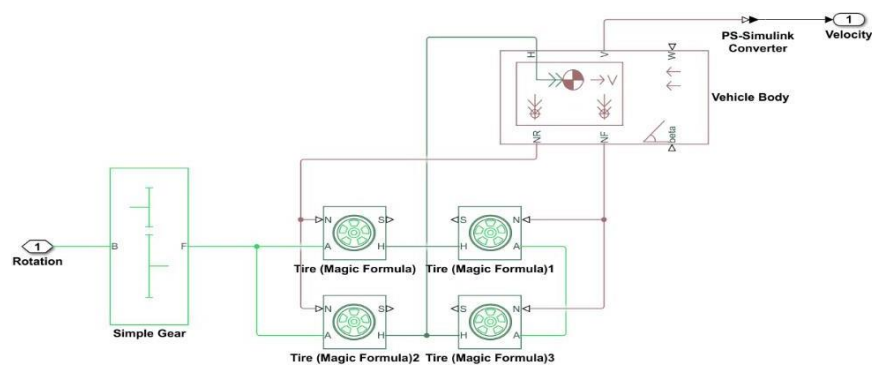 1
PS-Simulink
Converter
Velocity
H
V
W
V
Vehicle Body
NR
NF
beta
N
S
S
N
B
F
A
H
H
A
1
Rotation
Tire (Magic Formula)
Tire (Magic Formula)1
N
S
S
N
Simple Gear
A
H
H
A
Tire (Magic Formula)2
Tire (Magic Formula)3